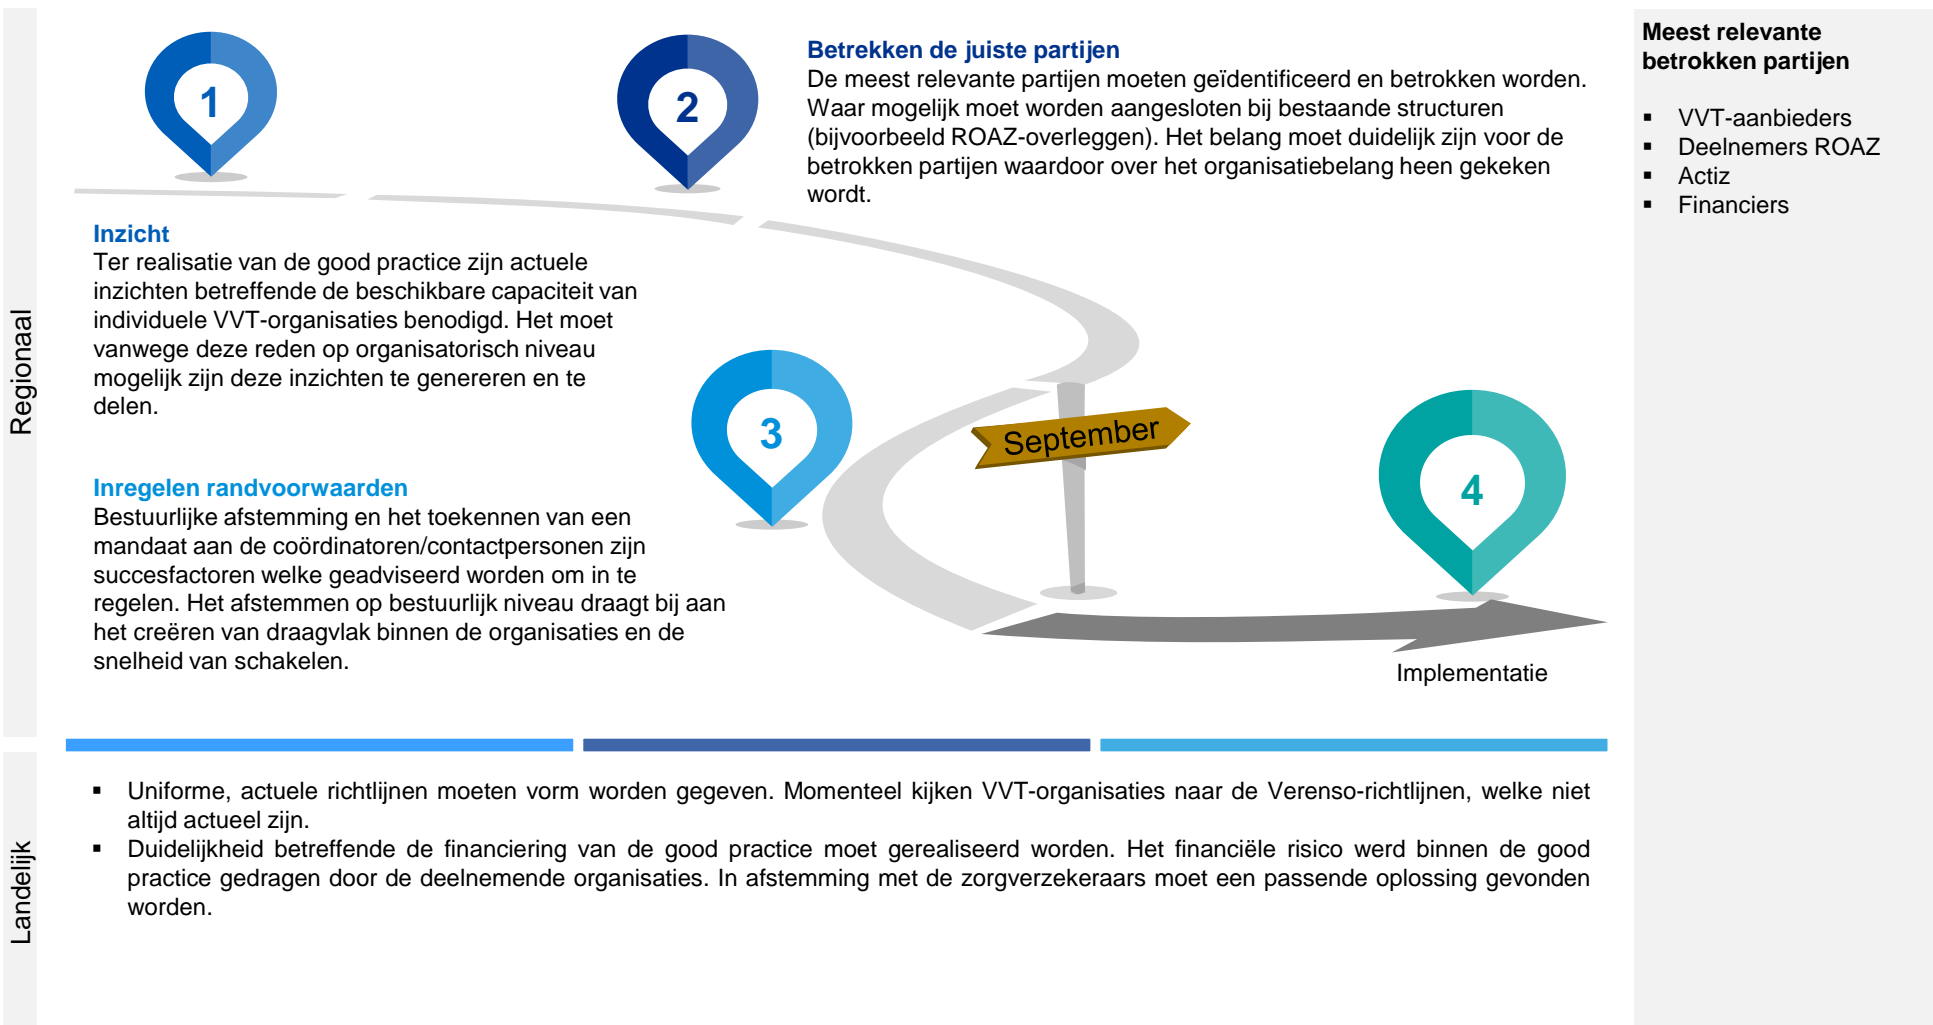 Regionaal
1
Inzicht
Ter realisatie van de good practice zijn actuele
inzichten betreffende de beschikbare capaciteit van
individuele VVT-organisaties benodigd. Het moet
vanwege deze reden op organisatorisch niveau
mogelijk zijn deze inzichten te genereren en te
delen.
2
Betrekken de juiste partijen
De meest relevante partijen moeten geïdentificeerd en betrokken worden.
Waar mogelijk moet worden aangesloten bij bestaande structuren
(bijvoorbeeld ROAZ-overleggen). Het belang moet duidelijk zijn voor de
betrokken partijen waardoor over het organisatiebelang heen gekeken
wordt.
3
Inregelen randvoorwaarden
Bestuurlijke afstemming en het toekennen van een
mandaat aan de coördinatoren/contactpersonen zijn
succesfactoren welke geadviseerd worden om in te
regelen. Het afstemmen op bestuurlijk niveau draagt bij aan
het creëren van draagvlak binnen de organisaties en de
snelheid van schakelen.
September
4
Implementatie
Meest relevante
betrokken partijen
▪ VVT-aanbieders
▪ Deelnemers ROAZ
▪ Actiz
▪ Financiers
Landelijk
▪ Uniforme, actuele richtlijnen moeten vorm worden gegeven. Momenteel kijken VVT-organisaties naar de Verenso-richtlijnen, welke niet
altijd actueel zijn.
▪ Duidelijkheid betreffende de financiering van de good practice moet gerealiseerd worden. Het financiële risico werd binnen de good
practice gedragen door de deelnemende organisaties. In afstemming met de zorgverzekeraars moet een passende oplossing gevonden
worden.